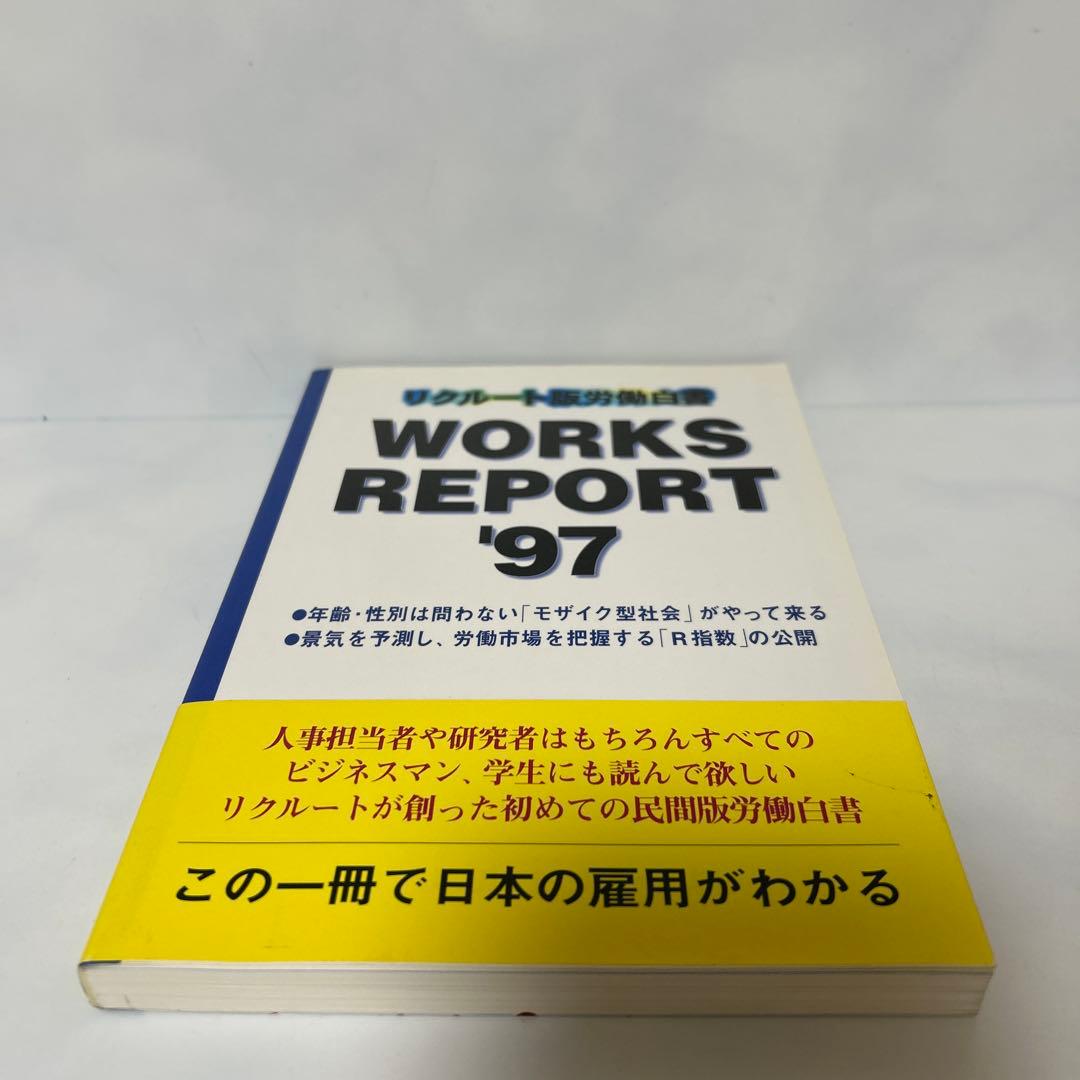 リクルート版労働白書
WORKS
REPORT
'97
●年齢・性別は問わない「モザイク型社会」がやって来る
●景気を予測し、労働市場を把握する「R指数」の公開
人事担当者や研究者はもちろんすべての
ビジネスマン、学生にも読んで欲しい
リクルートが創った初めての民間版労働白書
この一冊で日本の雇用がわかる